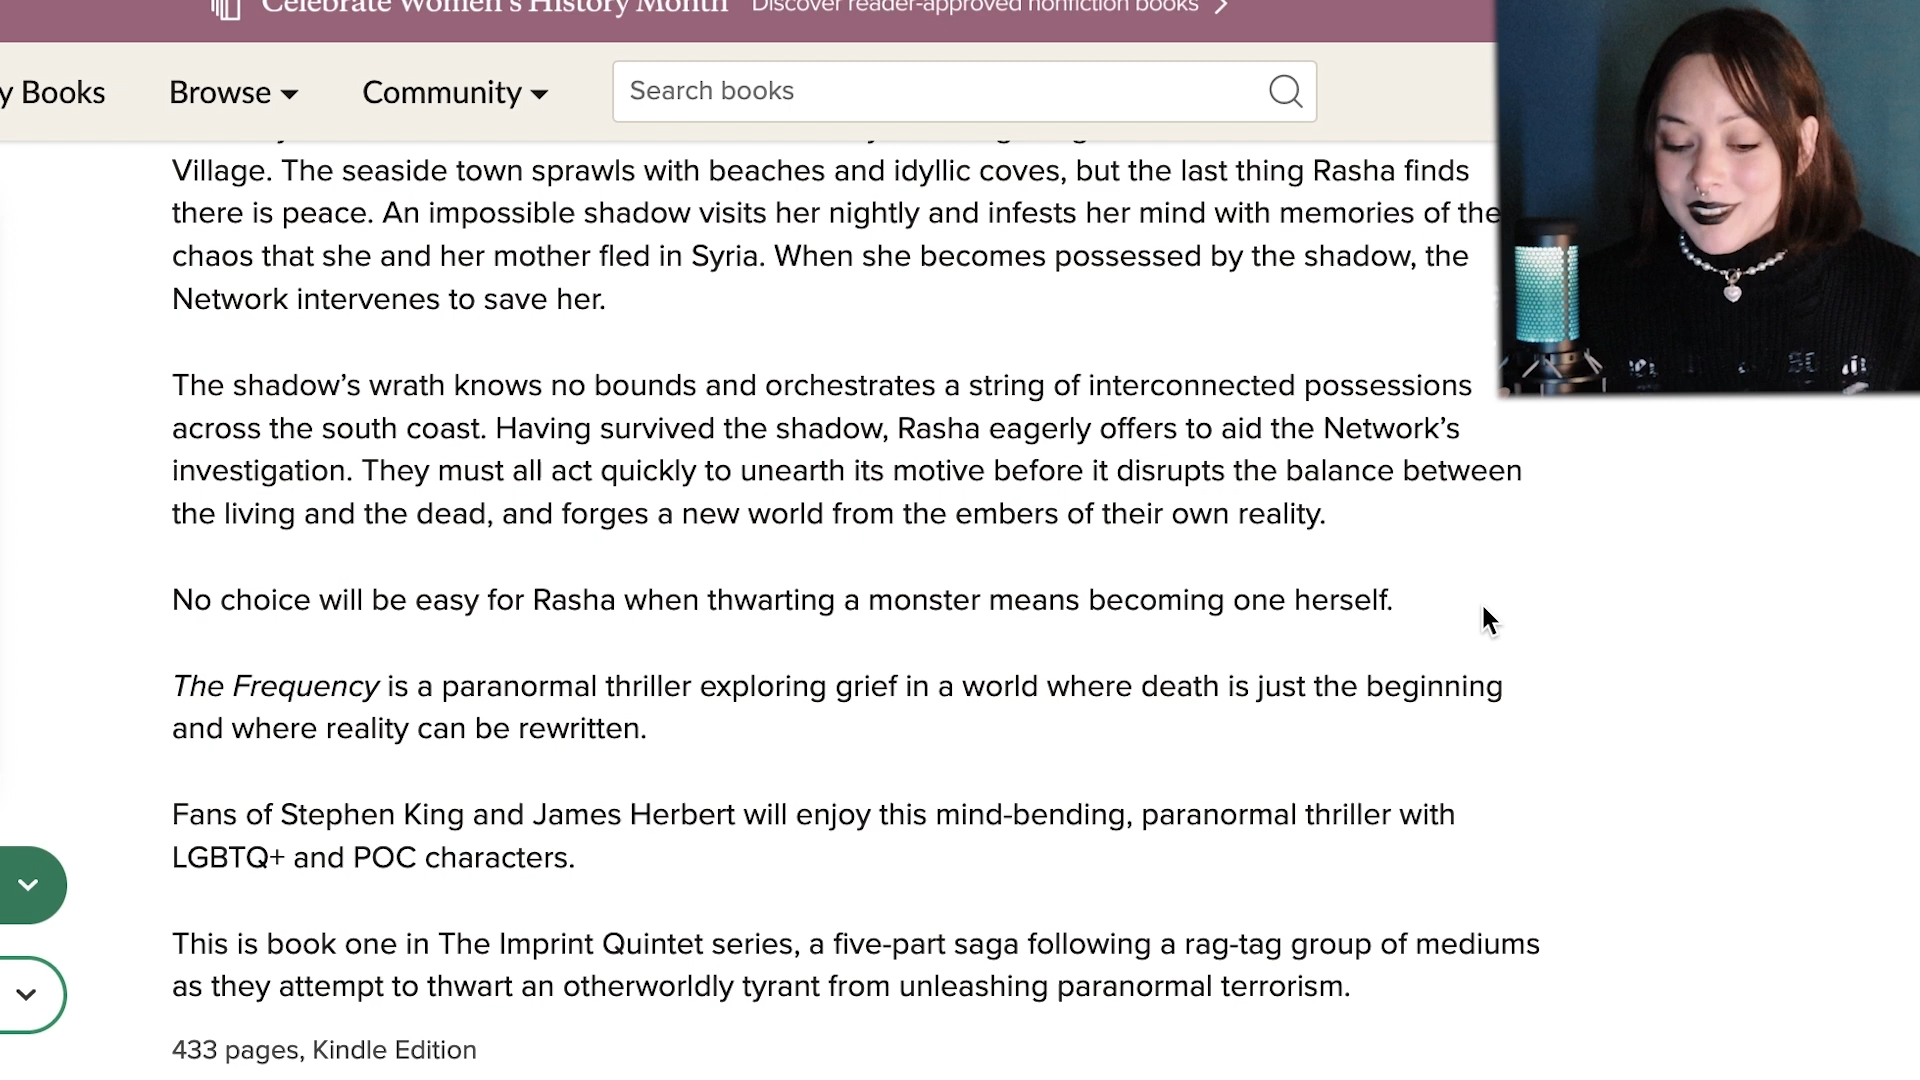 Celebrate Women's History Month Discover reader-approved nonfiction books
y Books Browse Community Search books
Village. The seaside town sprawls with beaches and idyllic coves, but the last thing Rasha finds
there is peace. An impossible shadow visits her nightly and infests her mind with memories of the
chaos that she and her mother fled in Syria. When she becomes possessed by the shadow, the
Network intervenes to save her.
The shadow’s wrath knows no bounds and orchestrates a string of interconnected possessions
across the south coast. Having survived the shadow, Rasha eagerly offers to aid the Network’s
investigation. They must all act quickly to unearth its motive before it disrupts the balance between
the living and the dead, and forges a new world from the embers of their own reality.
No choice will be easy for Rasha when thwarting a monster means becoming one herself.
The Frequency is a paranormal thriller exploring grief in a world where death is just the beginning
and where reality can be rewritten.
Fans of Stephen King and James Herbert will enjoy this mind-bending, paranormal thriller with
LGBTQ+ and POC characters.
This is book one in The Imprint Quintet series, a five-part saga following a rag-tag group of mediums
as they attempt to thwart an otherworldly tyrant from unleashing paranormal terrorism.
433 pages, Kindle Edition